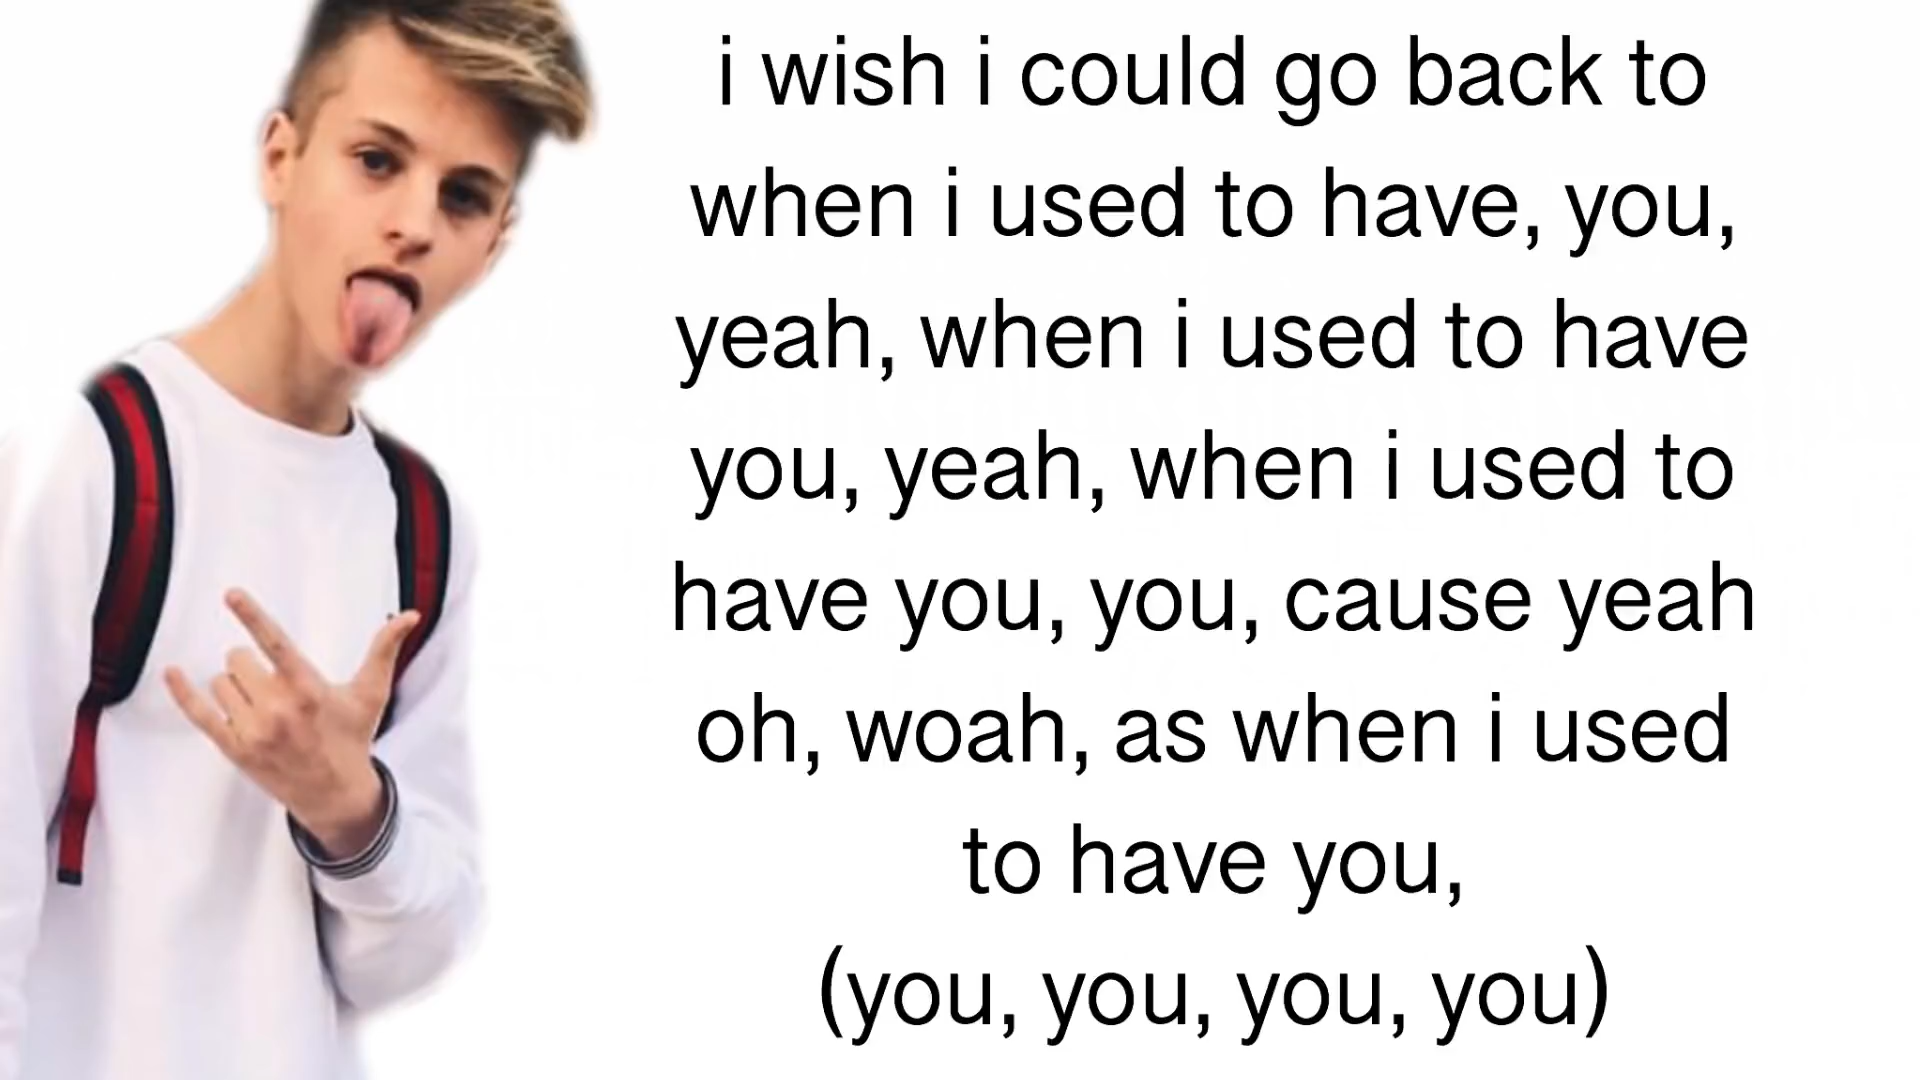 i wish i could go back to
when i used to have, you,
yeah, when i used to have
you, yeah, when i used to
have you, you, cause yeah
oh, woah, as when i used
to have you,
(you, you, you, you)